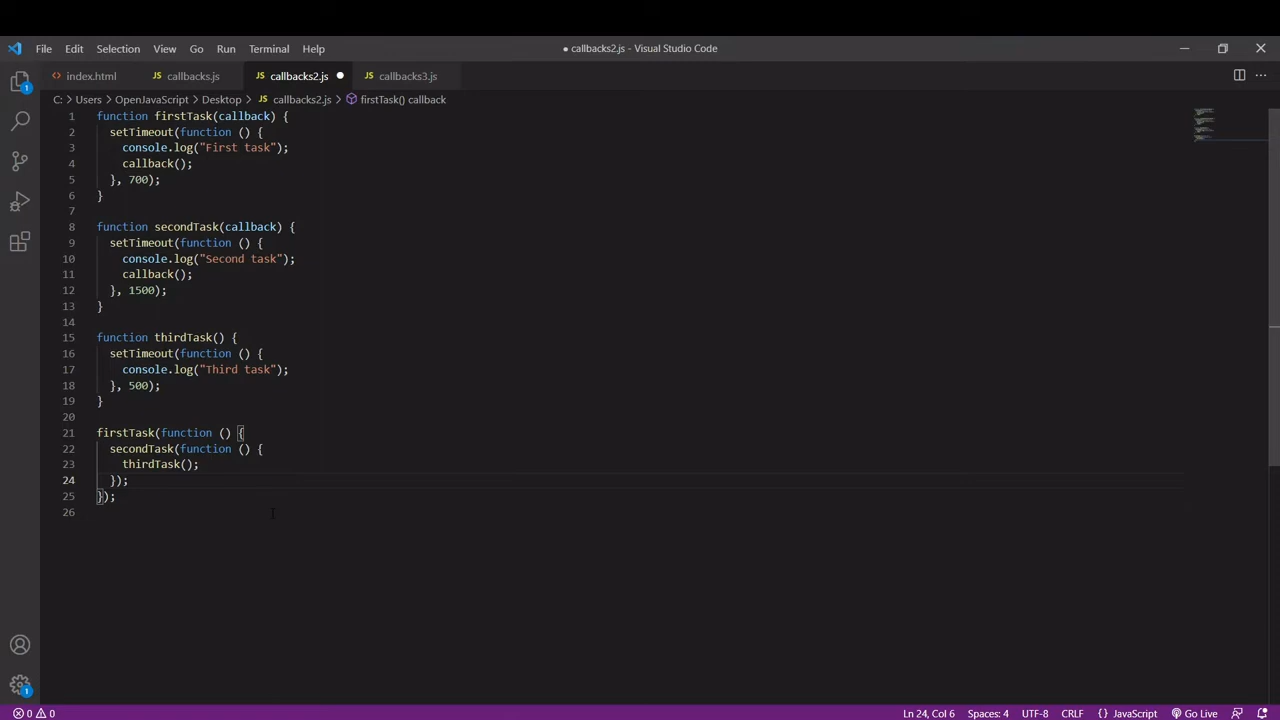 File Edit Selection View Go Run Terminal Help ● callbacks2.js - Visual Studio Code
<> index.html JS callbacks.js JS callbacks2.js ● JS callbacks3.js
C: > Users > OpenJavaScript > Desktop > JS callbacks2.js > firstTask() callback
1 function firstTask(callback) {
2 setTimeout(function () {
3 console.log("First task");
4 callback();
5 }, 700);
6 }
7
8 function secondTask(callback) {
9 setTimeout(function () {
10 console.log("Second task");
11 callback();
12 }, 1500);
13 }
14
15 function thirdTask() {
16 setTimeout(function () {
17 console.log("Third task");
18 }, 500);
19 }
20
21 firstTask(function () {
22 secondTask(function () {
23 thirdTask();
24 });
25 });
26
1
1
0 0 Ln 24, Col 6 Spaces: 4 UTF-8 CRLF {} JavaScript Go Live